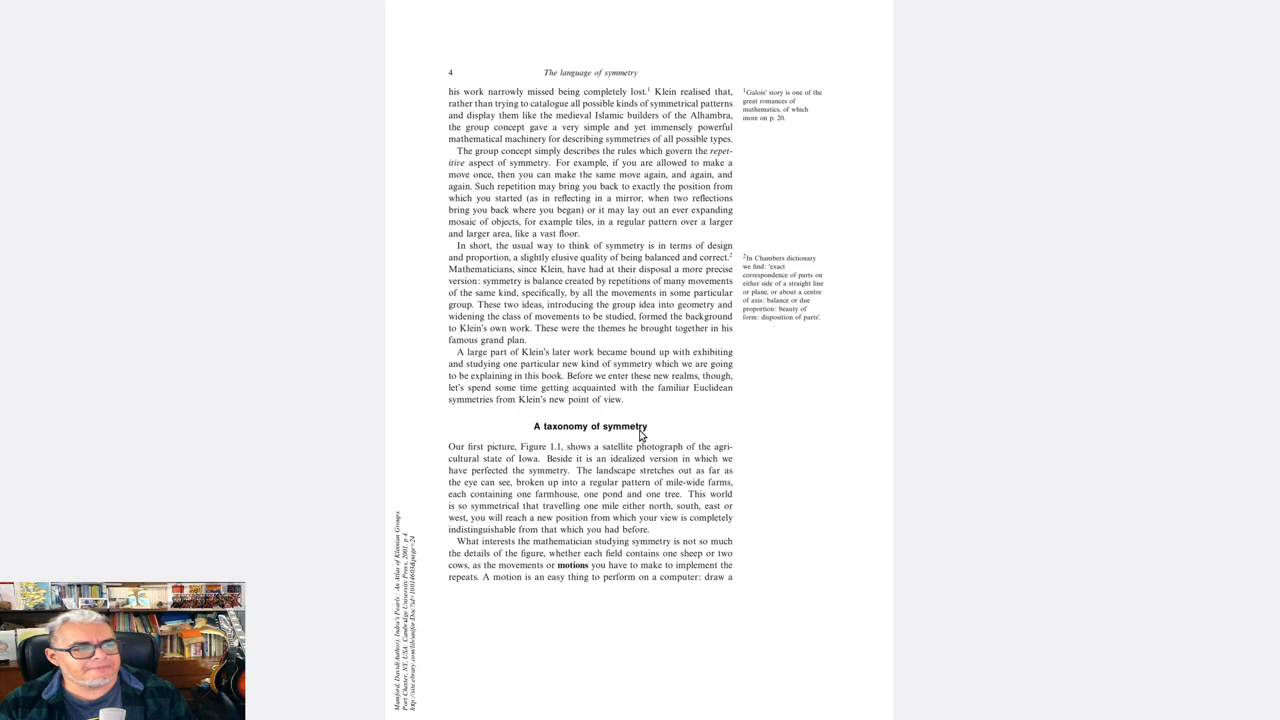 4
The language of symmetry
his work narrowly missed being completely lost.1 Klein realised that,
rather than trying to catalogue all possible kinds of symmetrical patterns
and display them like the medieval Islamic builders of the Alhambra,
the group concept gave a very simple and yet immensely powerful
mathematical machinery for describing symmetries of all possible types.
The group concept simply describes the rules which govern the repet-
itive aspect of symmetry. For example, if you are allowed to make a
move once, then you can make the same move again, and again, and
again. Such repetition may bring you back to exactly the position from
which you started (as in reflecting in a mirror, when two reflections
bring you back where you began) or it may lay out an ever expanding
mosaic of objects, for example tiles, in a regular pattern over a larger
and larger area, like a vast floor.
In short, the usual way to think of symmetry is in terms of design
and proportion, a slightly elusive quality of being balanced and correct.2
Mathematicians, since Klein, have had at their disposal a more precise
version: symmetry is balance created by repetitions of many movements
of the same kind, specifically, by all the movements in some particular
group. These two ideas, introducing the group idea into geometry and
widening the class of movements to be studied, formed the background
to Klein's own work. These were the themes he brought together in his
famous grand plan.
A large part of Klein's later work became bound up with exhibiting
and studying one particular new kind of symmetry which we are going
to be explaining in this book. Before we enter these new realms, though,
let's spend some time getting acquainted with the familiar Euclidean
symmetries from Klein's new point of view.
A taxonomy of symmetry
Our first picture, Figure 1.1, shows a satellite photograph of the agri-
cultural state of Iowa. Beside it is an idealized version in which we
have perfected the symmetry. The landscape stretches out as far as
the eye can see, broken up into a regular pattern of mile-wide farms,
each containing one farmhouse, one pond and one tree. This world
is so symmetrical that travelling one mile either north, south, east or
west, you will reach a new position from which your view is completely
indistinguishable from that which you had before.
What interests the mathematician studying symmetry is not so much
the details of the figure, whether each field contains one sheep or two
cows, as the movements or motions you have to make to implement the
repeats. A motion is an easy thing to perform on a computer: draw a
1Galois' story is one of the
great romances of
mathematics, of which
more on p. 20.
2In Chambers dictionary
we find: 'exact
correspondence of parts on
either side of a straight line
or plane, or about a centre
of axis: balance or due
proportion: beauty of
form: disposition of parts'.
Mumford, David(Author). Indra's Pearls : An Atlas of Kleinian Groups.
Port Chester, NY, USA: Cambridge University Press, 2001. p 4.